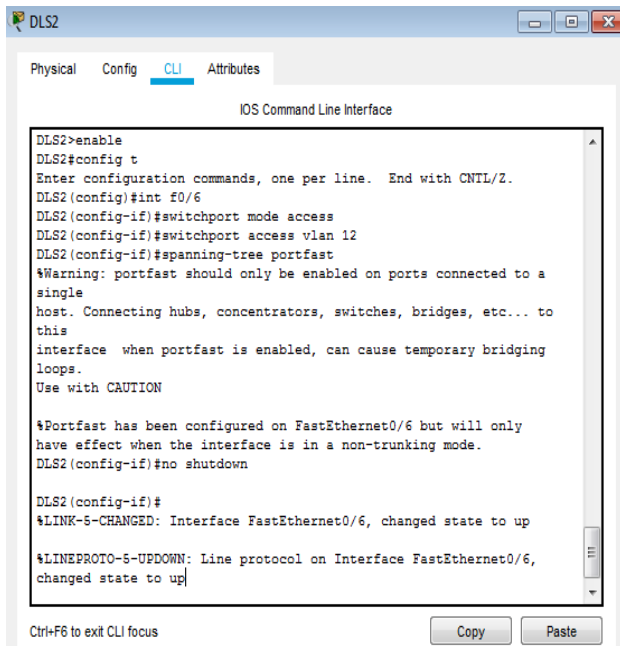 DLS2
Physical Config CLI Attributes
IOS Command Line Interface
DLS2>enable
DLS2#config t
Enter configuration commands, one per line.  End with CNTL/Z.
DLS2(config)#int f0/6
DLS2(config-if)#switchport mode access
DLS2(config-if)#switchport access vlan 12
DLS2(config-if)#spanning-tree portfast
%Warning: portfast should only be enabled on ports connected to a
single
host. Connecting hubs, concentrators, switches, bridges, etc... to
this
interface  when portfast is enabled, can cause temporary bridging
loops.
Use with CAUTION
%Portfast has been configured on FastEthernet0/6 but will only
have effect when the interface is in a non-trunking mode.
DLS2(config-if)#no shutdown
DLS2(config-if)#
%LINK-5-CHANGED: Interface FastEthernet0/6, changed state to up
%LINEPROTO-5-UPDOWN: Line protocol on Interface FastEthernet0/6,
changed state to up
Ctrl+F6 to exit CLI focus
Copy Paste